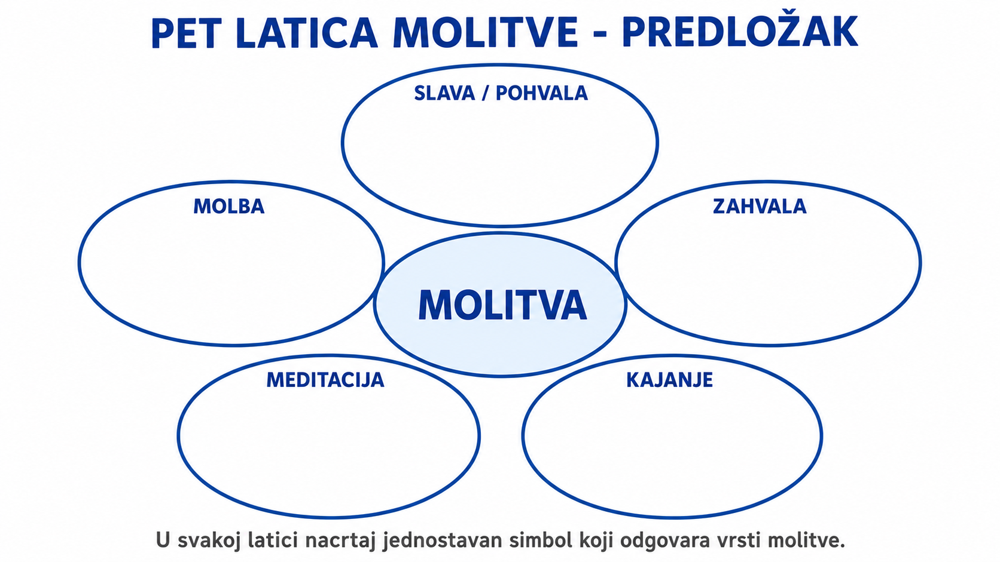 PET LATICA MOLITVE - PREDLOŽAK
SLAVA / POHVALA
MOLBA
ZAHVALA
MOLITVA
MEDITACIJA
KAJANJE
U svakoj latici nacrtaj jednostavan simbol koji odgovara vrsti molitve.